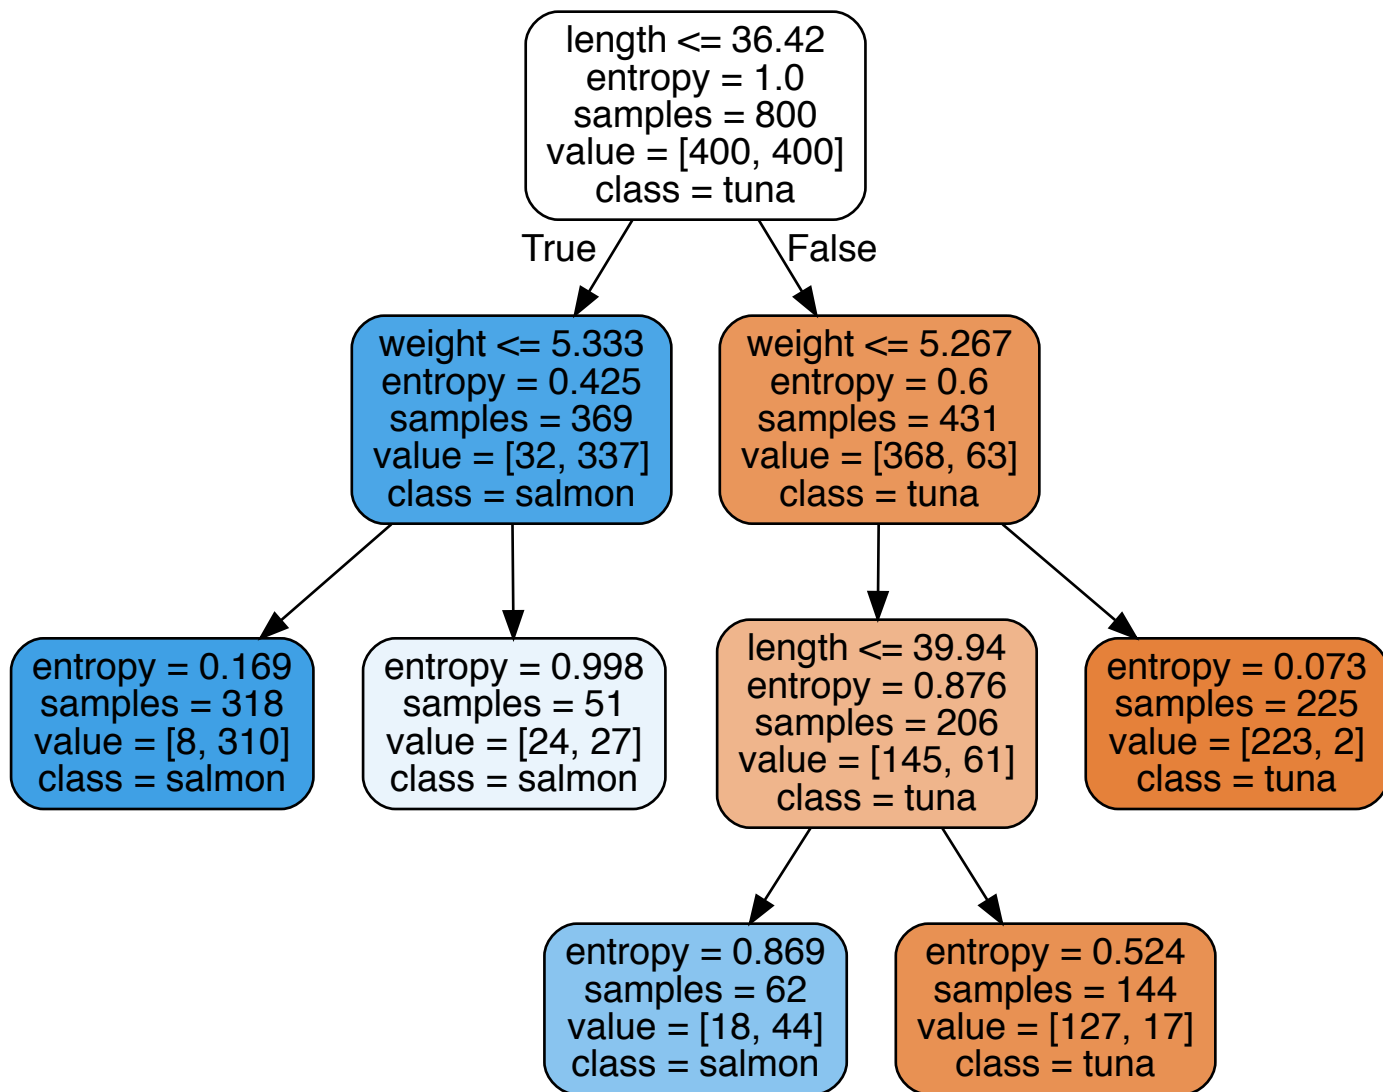 length <= 36.42
entropy = 1.0
samples = 800
value = [400, 400]
class = tuna
True
False
weight <= 5.333
entropy = 0.425
samples = 369
value = [32, 337]
class = salmon
weight <= 5.267
entropy = 0.6
samples = 431
value = [368, 63]
class = tuna
entropy = 0.169
samples = 318
value = [8, 310]
class = salmon
entropy = 0.998
samples = 51
value = [24, 27]
class = salmon
length <= 39.94
entropy = 0.876
samples = 206
value = [145, 61]
class = tuna
entropy = 0.073
samples = 225
value = [223, 2]
class = tuna
entropy = 0.869
samples = 62
value = [18, 44]
class = salmon
entropy = 0.524
samples = 144
value = [127, 17]
class = tuna